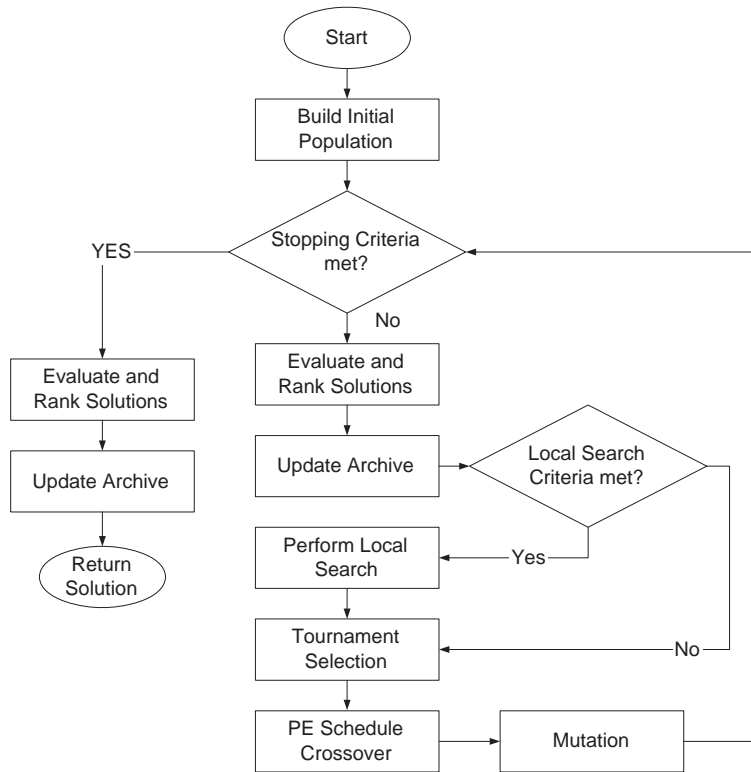 Start
Build Initial
Population
Stopping Criteria
met?
YES
No
Evaluate and
Rank Solutions
Evaluate and
Rank Solutions
Update Archive
Update Archive
Local Search
Criteria met?
Return
Solution
Perform Local
Search
Yes
Tournament
Selection
No
PE Schedule
Crossover
Mutation